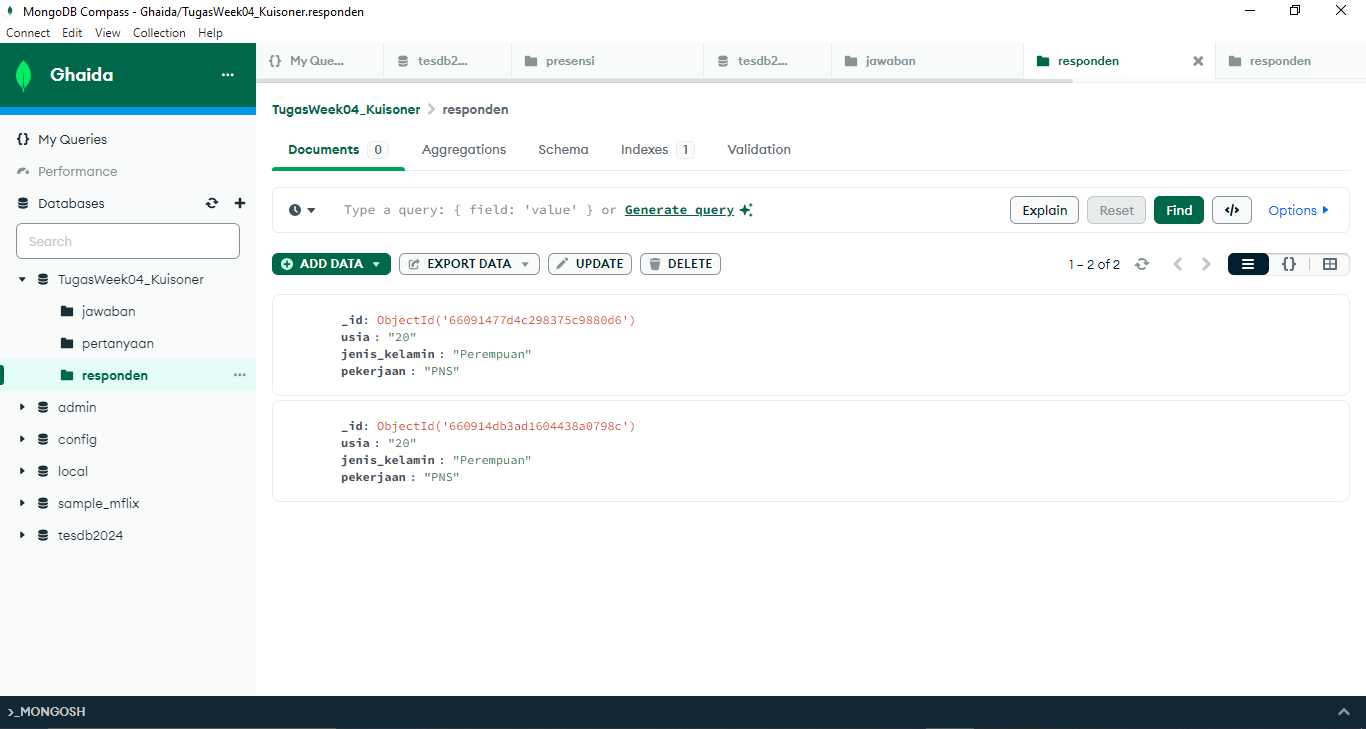 MongoDB Compass - Ghaida/TugasWeek04_Kuisoner.responden
Connect Edit View Collection Help
Ghaida
My Queries
Performance
Databases
Search
TugasWeek04_Kuisoner
jawaban
pertanyaan
responden
admin
config
local
sample_mflix
tesdb2024
{} My Que... tesdb2... presensi tesdb2... jawaban responden responden
TugasWeek04_Kuisoner > responden
Documents 0 Aggregations Schema Indexes 1 Validation
Type a query: { field: 'value' } or Generate query Explain Reset Find </> Options
ADD DATA EXPORT DATA UPDATE DELETE 1 – 2 of 2 {}
_id: ObjectId('66091477d4c298375c9880d6')
usia : "20"
jenis_kelamin : "Perempuan"
pekerjaan : "PNS"
_id: ObjectId('660914db3ad1604438a0798c')
usia : "20"
jenis_kelamin : "Perempuan"
pekerjaan : "PNS"
>_MONGOSH